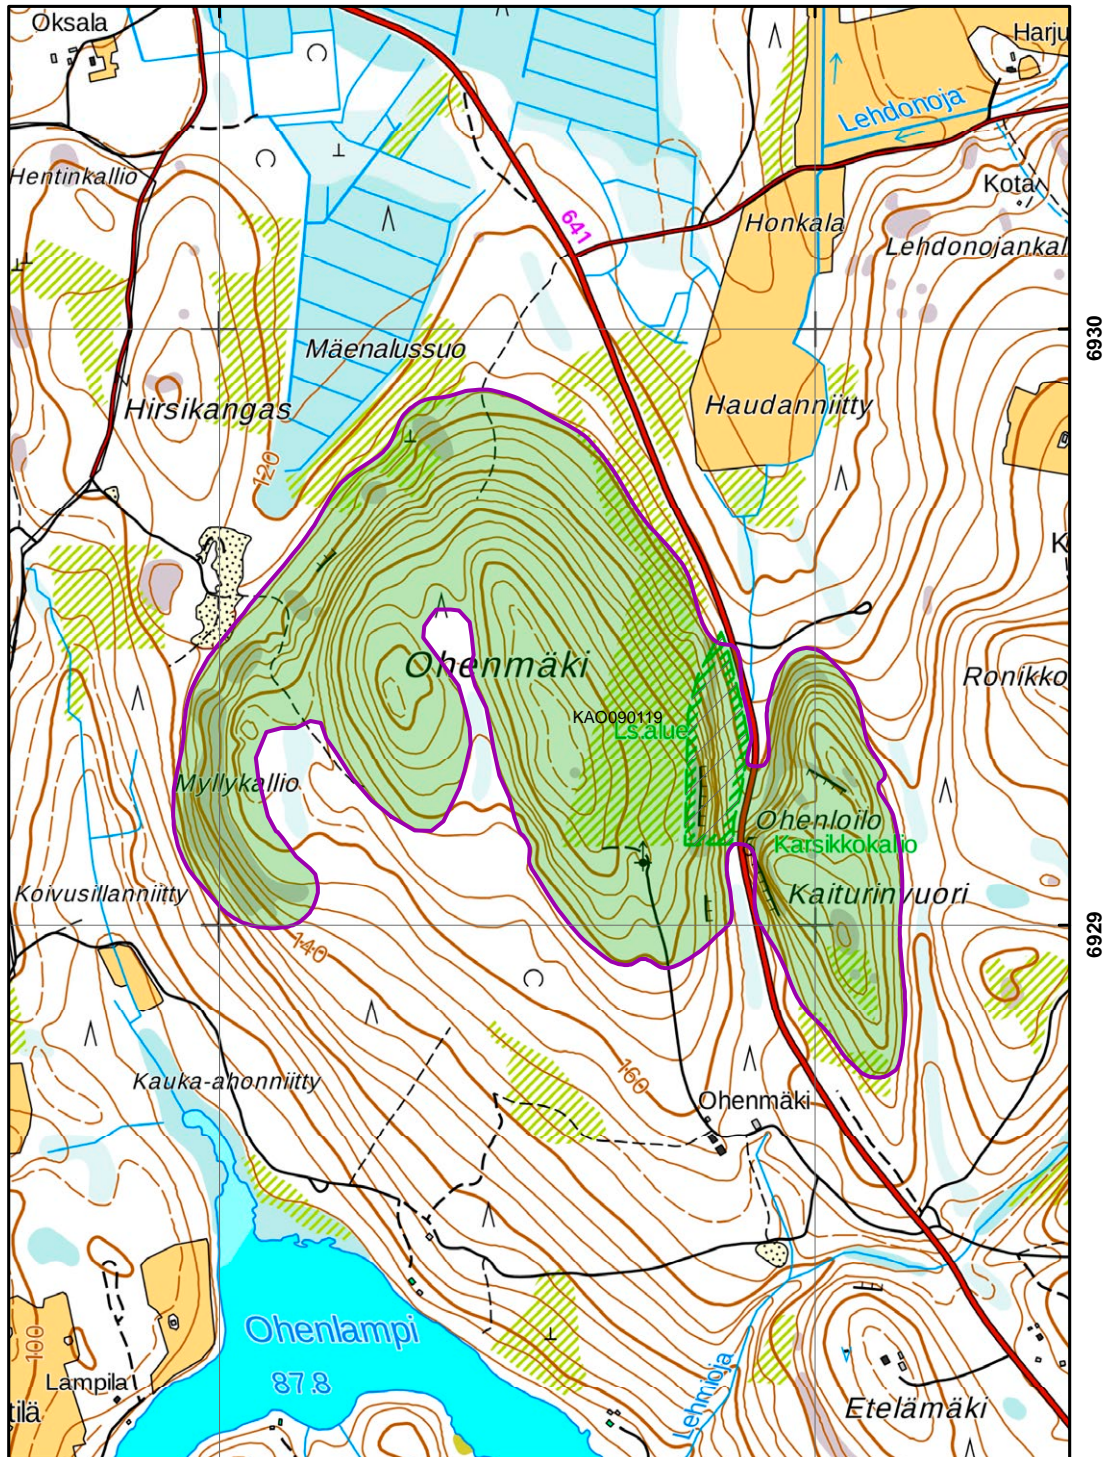 Oksala
Harju
Lehdonoja
Hentinkallio
Kota
641
Honkala
Lehdonojankal
6930
Mäenalussuo
Hirsikangas
Haudanniitty
120
K
Ohenmäki
Ronikko
KAO090119
Ls.alue
Myllykallio
Ohenloilo
Karsikkokallio
Koivusillanniitty
Kaiturinvuori
6929
140
160
Kauka-ahonniitty
Ohenmäki
Ohenlampi
87.8
100
Lampila
tilä
Lehmioja
Etelämäki